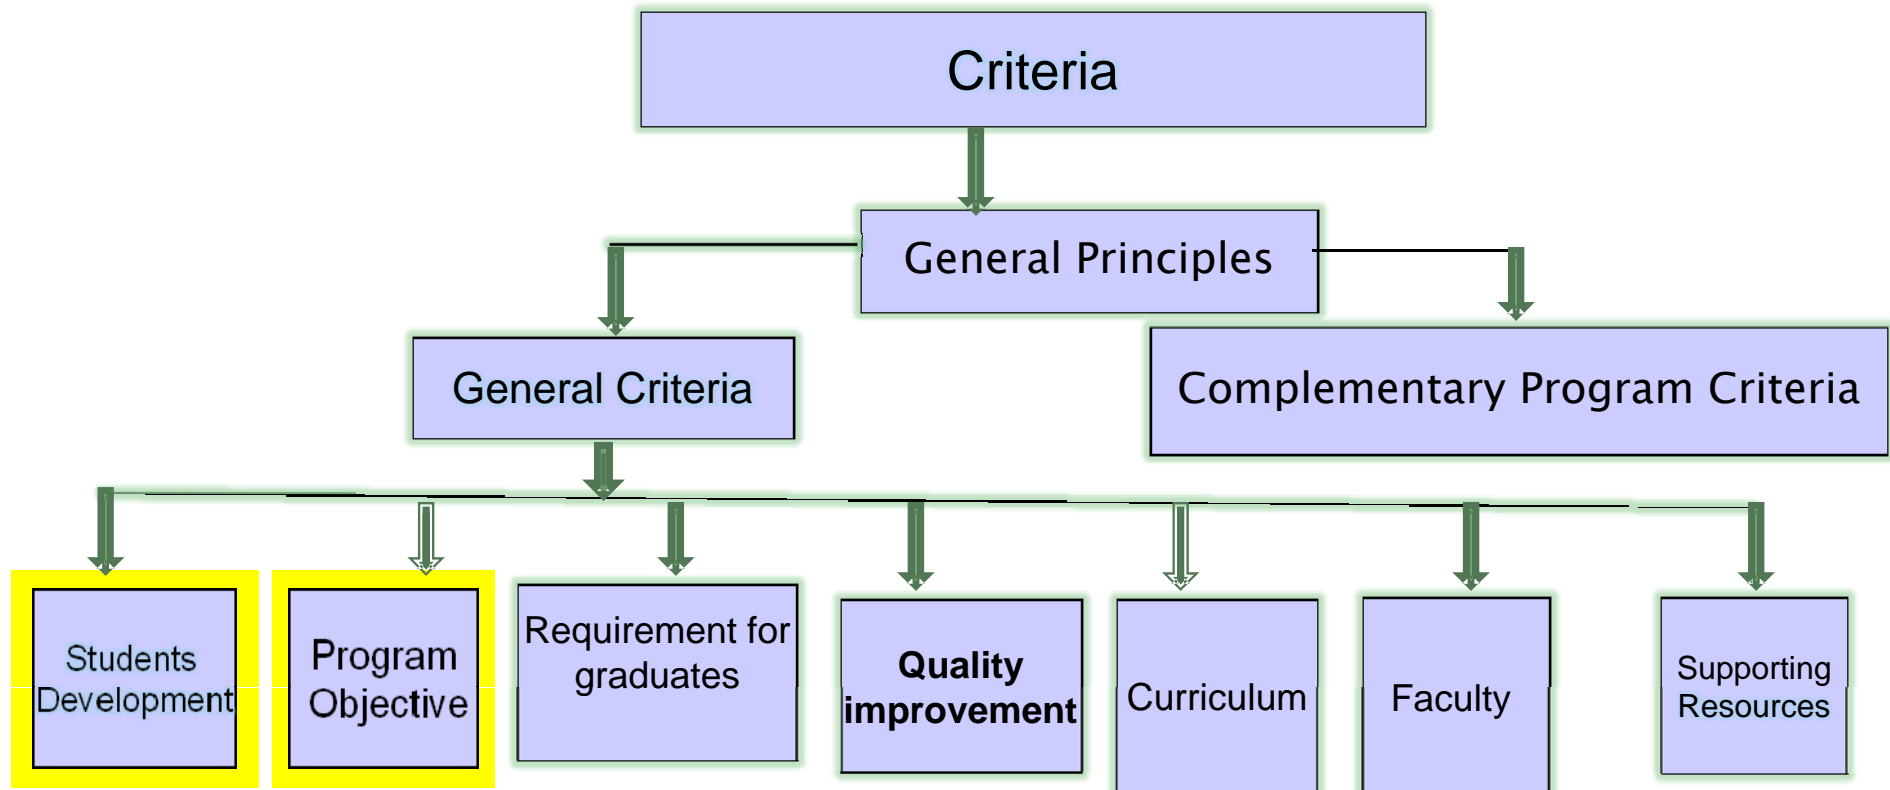 Criteria
General Principles
General Criteria
Complementary Program Criteria
Students
Development
Program
Objective
Requirement for
graduates
Quality
improvement
Curriculum
Faculty
Supporting
Resources